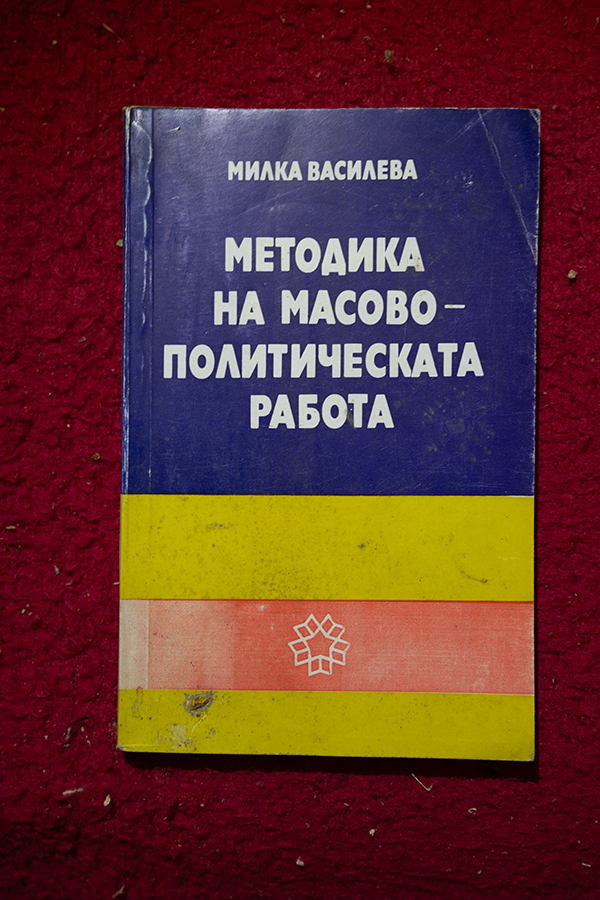 МИЛКА ВАСИЛЕВА
МЕТОДИКА
НА МАСОВО –
ПОЛИТИЧЕСКАТА
РАБОТА